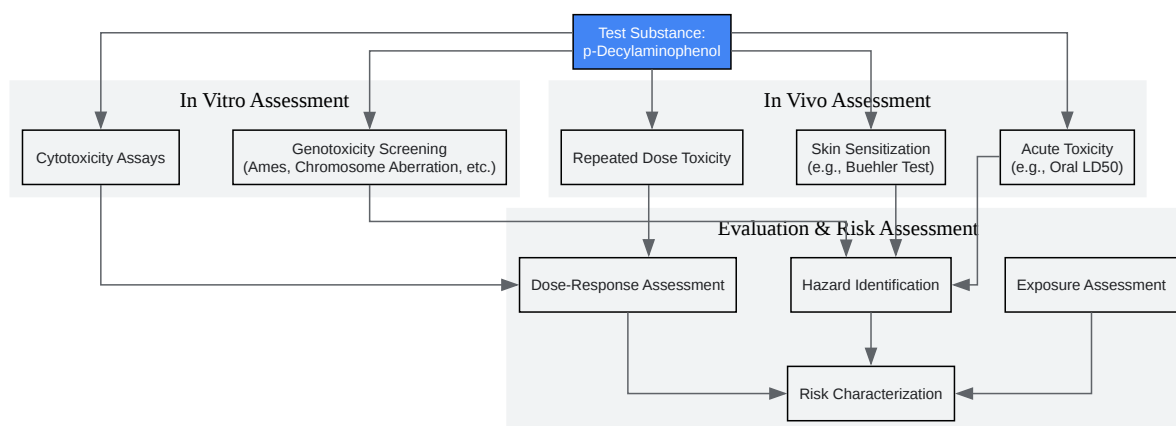 Test Substance:
p-Decylaminophenol
In Vitro Assessment
In Vivo Assessment
Cytotoxicity Assays
Genotoxicity Screening
(Ames, Chromosome Aberration, etc.)
Repeated Dose Toxicity
Skin Sensitization
(e.g., Buehler Test)
Acute Toxicity
(e.g., Oral LD50)
Evaluation & Risk Assessment
Dose-Response Assessment
Hazard Identification
Exposure Assessment
Risk Characterization